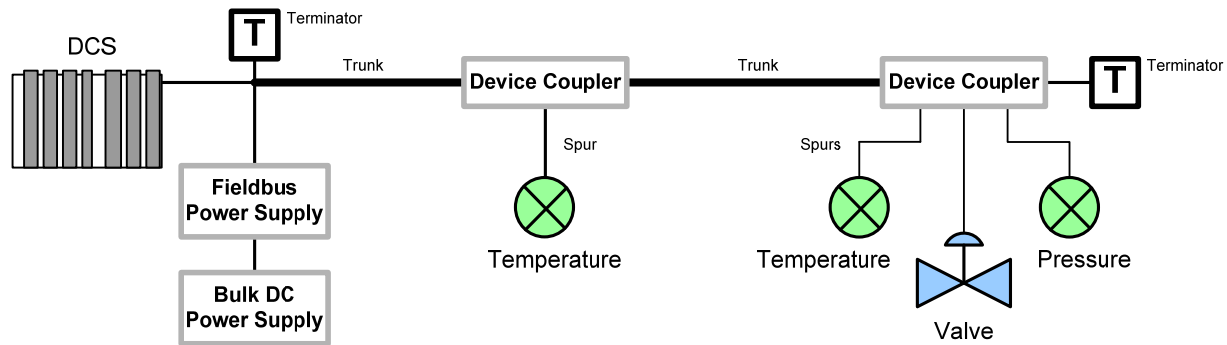 T
Terminator
DCS
Trunk
Device Coupler
Trunk
Device Coupler
T
Terminator
Spur
Spurs
Fieldbus
Power Supply
Temperature
Temperature
Pressure
Bulk DC
Power Supply
Valve